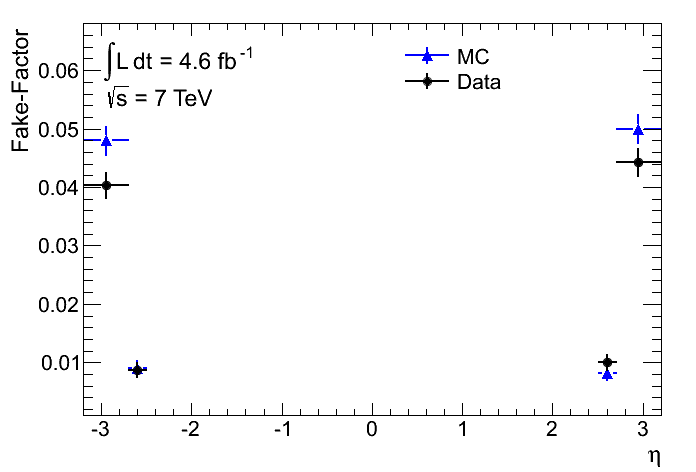 ∫L dt = 4.6 fb⁻¹
√s = 7 TeV
MC
Data
Fake-Factor
0.06
0.05
0.04
0.03
0.02
0.01
-3 -2 -1 0 1 2 3
η